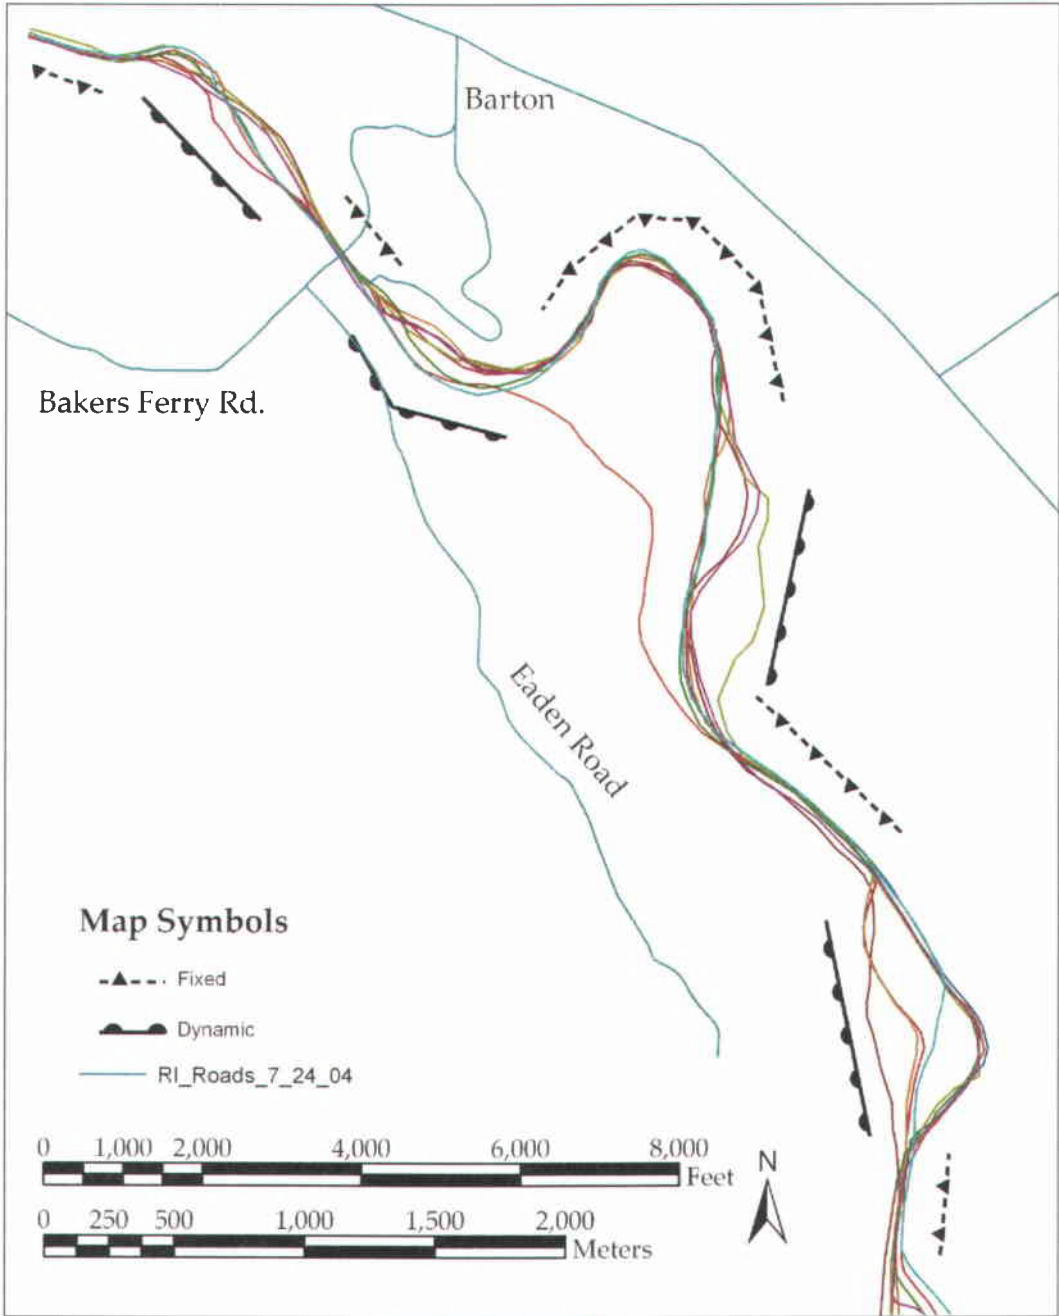 Barton
Bakers Ferry Rd.
Eaden Road
Map Symbols
Fixed
Dynamic
RI_Roads_7_24_04
0 1,000 2,000 4,000 6,000 8,000
Feet
N
0 250 500 1,000 1,500 2,000
Meters